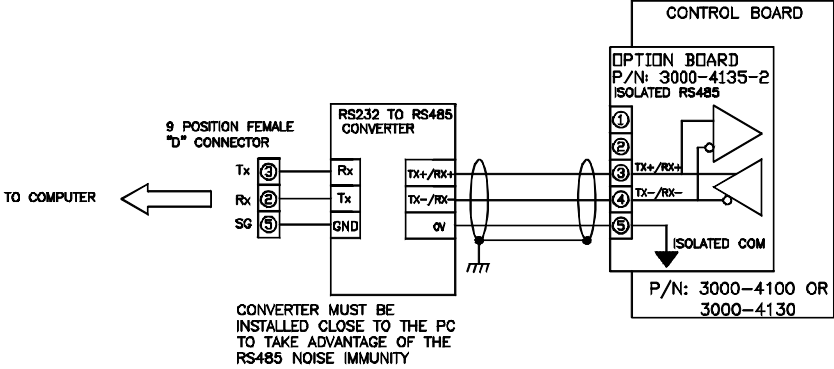 CONTROL BOARD
OPTION BOARD
P/N: 3000-4135-2
ISOLATED RS485
RS232 TO RS485
CONVERTER
9 POSITION FEMALE
"D" CONNECTOR
1
2
Tx 3 Rx TX+/RX+ 3 TX+/RX+
TO COMPUTER
Rx 2 Tx TX-/RX- 4 TX-/RX-
SG 5 GND 0V 5
ISOLATED COM
P/N: 3000-4100 OR
3000-4130
CONVERTER MUST BE
INSTALLED CLOSE TO THE PC
TO TAKE ADVANTAGE OF THE
RS485 NOISE IMMUNITY